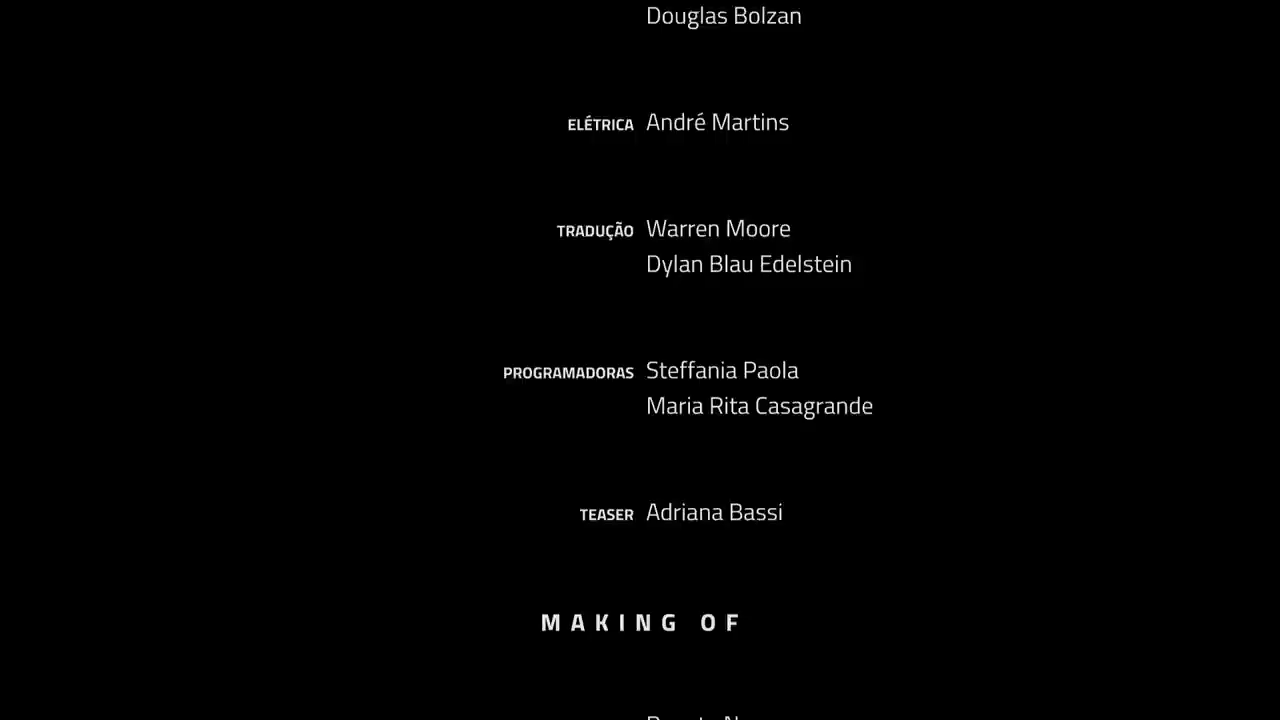 Douglas Bolzan
ELÉTRICA André Martins
TRADUÇÃO Warren Moore
Dylan Blau Edelstein
PROGRAMADORAS Steffania Paola
Maria Rita Casagrande
TEASER Adriana Bassi
MAKING OF